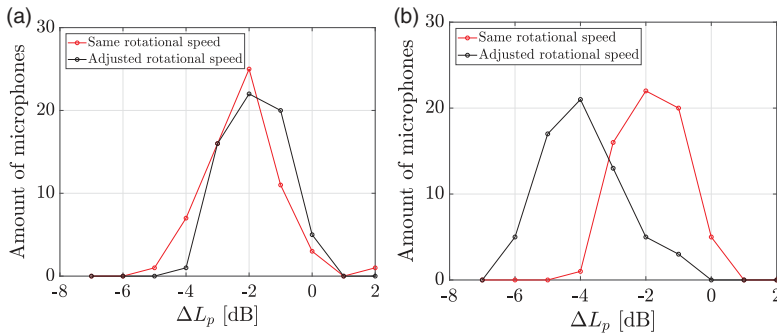 (a)
Same rotational speed
Adjusted rotational speed
Amount of microphones
30
20
10
0
-8
-6
-4
-2
0
2
ΔL_p [dB]
(b)
Same rotational speed
Adjusted rotational speed
Amount of microphones
30
20
10
0
-8
-6
-4
-2
0
2
ΔL_p [dB]